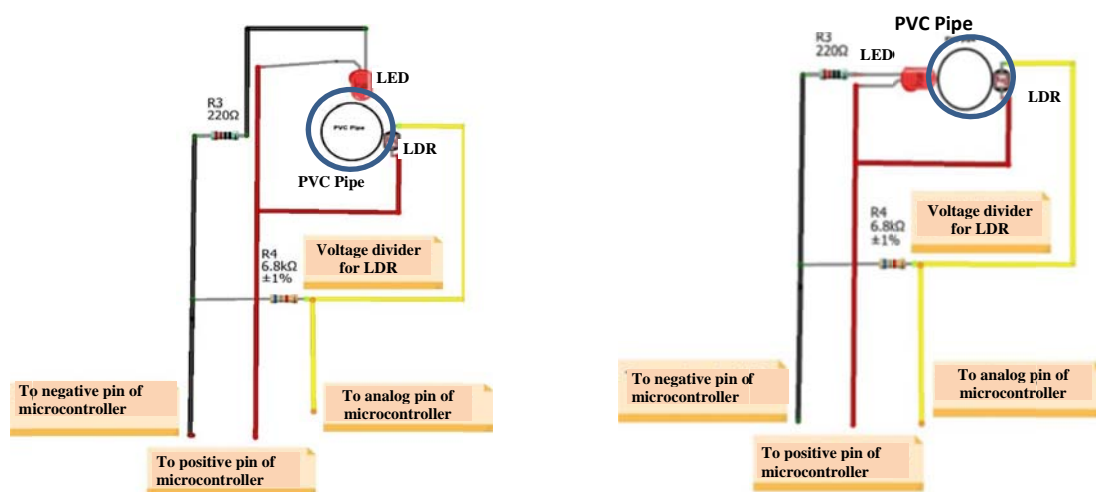 R3
220Ω
LED
PVC Pipe
LDR
PVC Pipe
R4
6.8kΩ
±1%
Voltage divider
for LDR
To negative pin of
microcontroller
To analog pin of
microcontroller
To positive pin of
microcontroller
PVC Pipe
R3
220Ω
LED
LDR
R4
6.8kΩ
±1%
Voltage divider
for LDR
To negative pin of
microcontroller
To analog pin of
microcontroller
To positive pin of
microcontroller